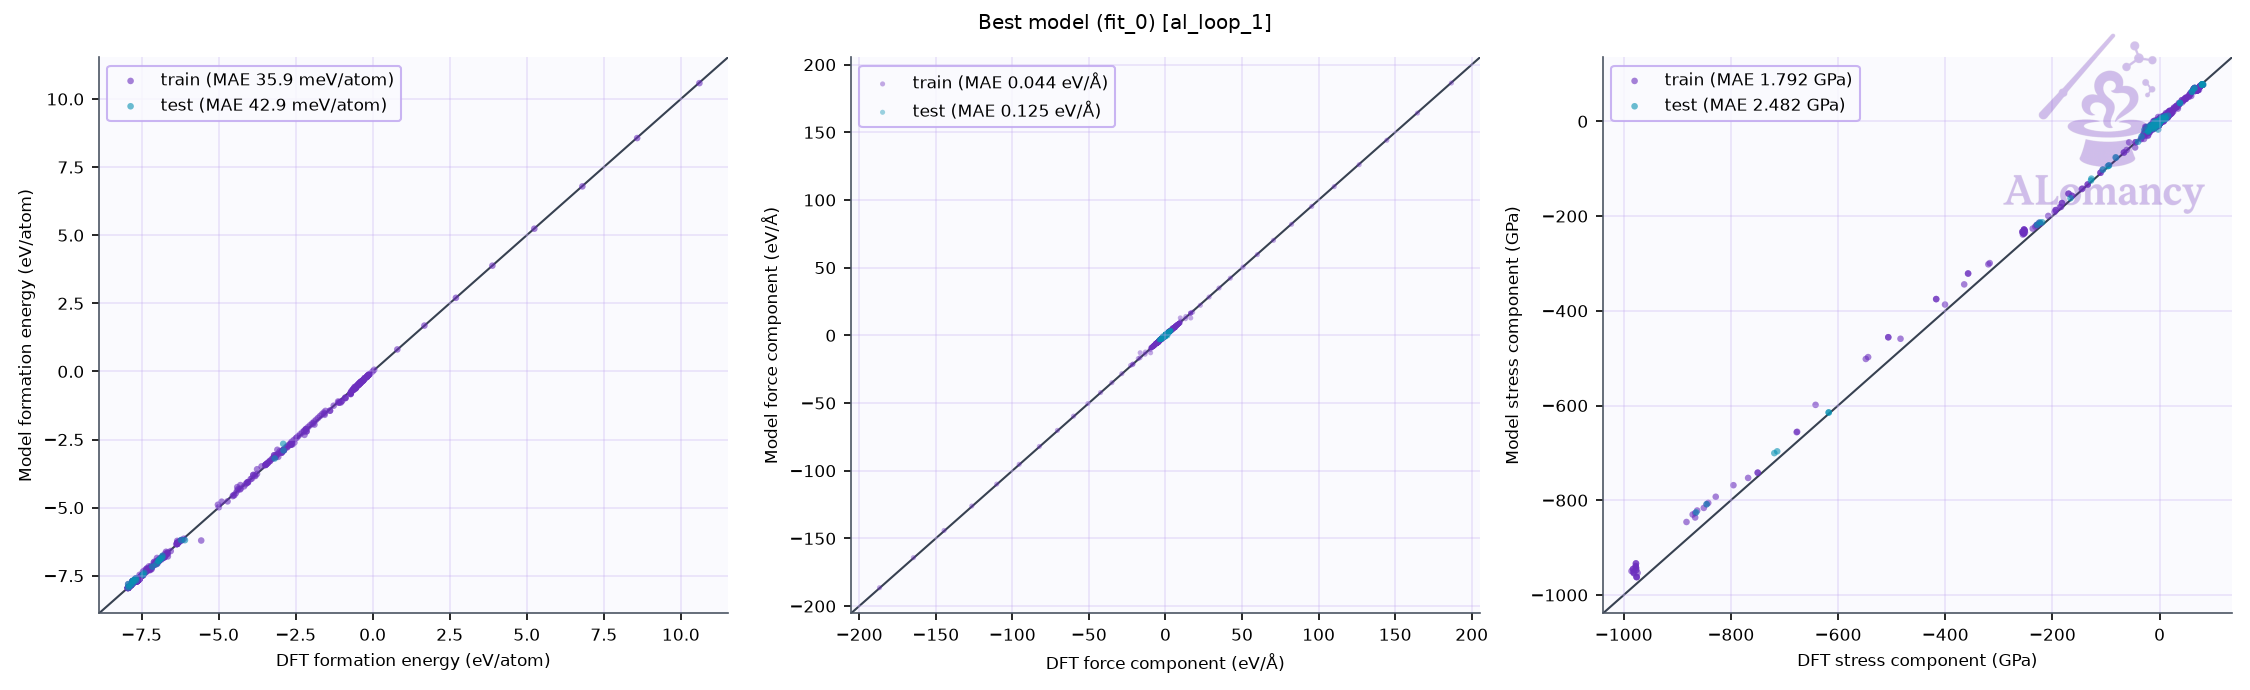 Best model (fit_0) [al_loop_1]
Model formation energy (eV/atom)
10.0
7.5
5.0
2.5
0.0
−2.5
−5.0
−7.5
train (MAE 35.9 meV/atom)
test (MAE 42.9 meV/atom)
−7.5 −5.0 −2.5 0.0 2.5 5.0 7.5 10.0
DFT formation energy (eV/atom)
Model force component (eV/Å)
200
150
100
50
0
−50
−100
−150
−200
train (MAE 0.044 eV/Å)
test (MAE 0.125 eV/Å)
−200 −150 −100 −50 0 50 100 150 200
DFT force component (eV/Å)
Model stress component (GPa)
0
−200
−400
−600
−800
−1000
train (MAE 1.792 GPa)
test (MAE 2.482 GPa)
ALomancy
−1000 −800 −600 −400 −200 0
DFT stress component (GPa)